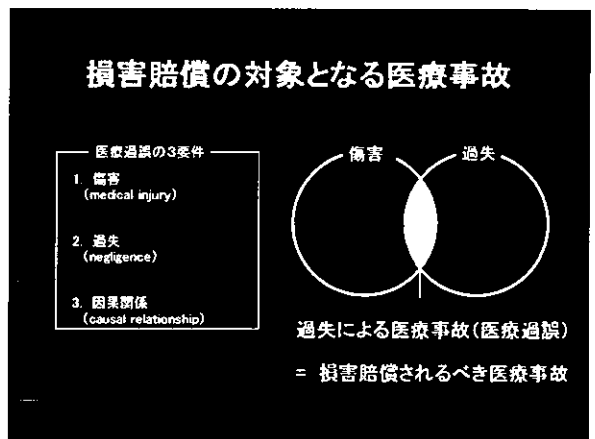 損害賠償の対象となる医療事故
医療過誤の3要件
1. 傷害
(medical injury)
2. 過失
(negligence)
3. 因果関係
(causal relationship)
傷害
過失
過失による医療事故(医療過誤)
= 損害賠償されるべき医療事故